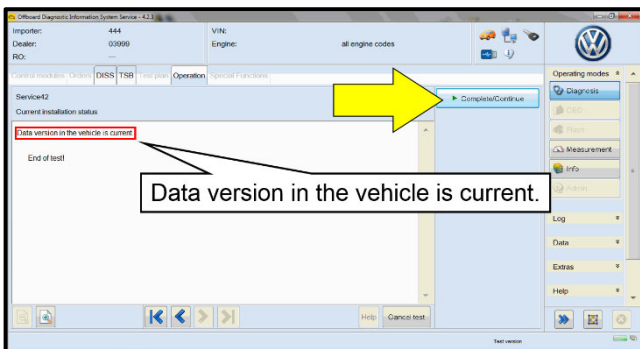 Offboard Diagnostic Information System Service - 4.2.3
Importer: 444 VIN:
Dealer: 03999 Engine: all engine codes
RO: ---
Control modules Orders DISS TSB Test plan Operation Special Functions
Operating modes
Service42
Complete/Continue
Diagnosis
Current installation status
Data version in the vehicle is current.
Flash
End of test!
Measurement
Info
Data version in the vehicle is current.
Admin
Log
Data
Extras
Help
Help Cancel test
Test version